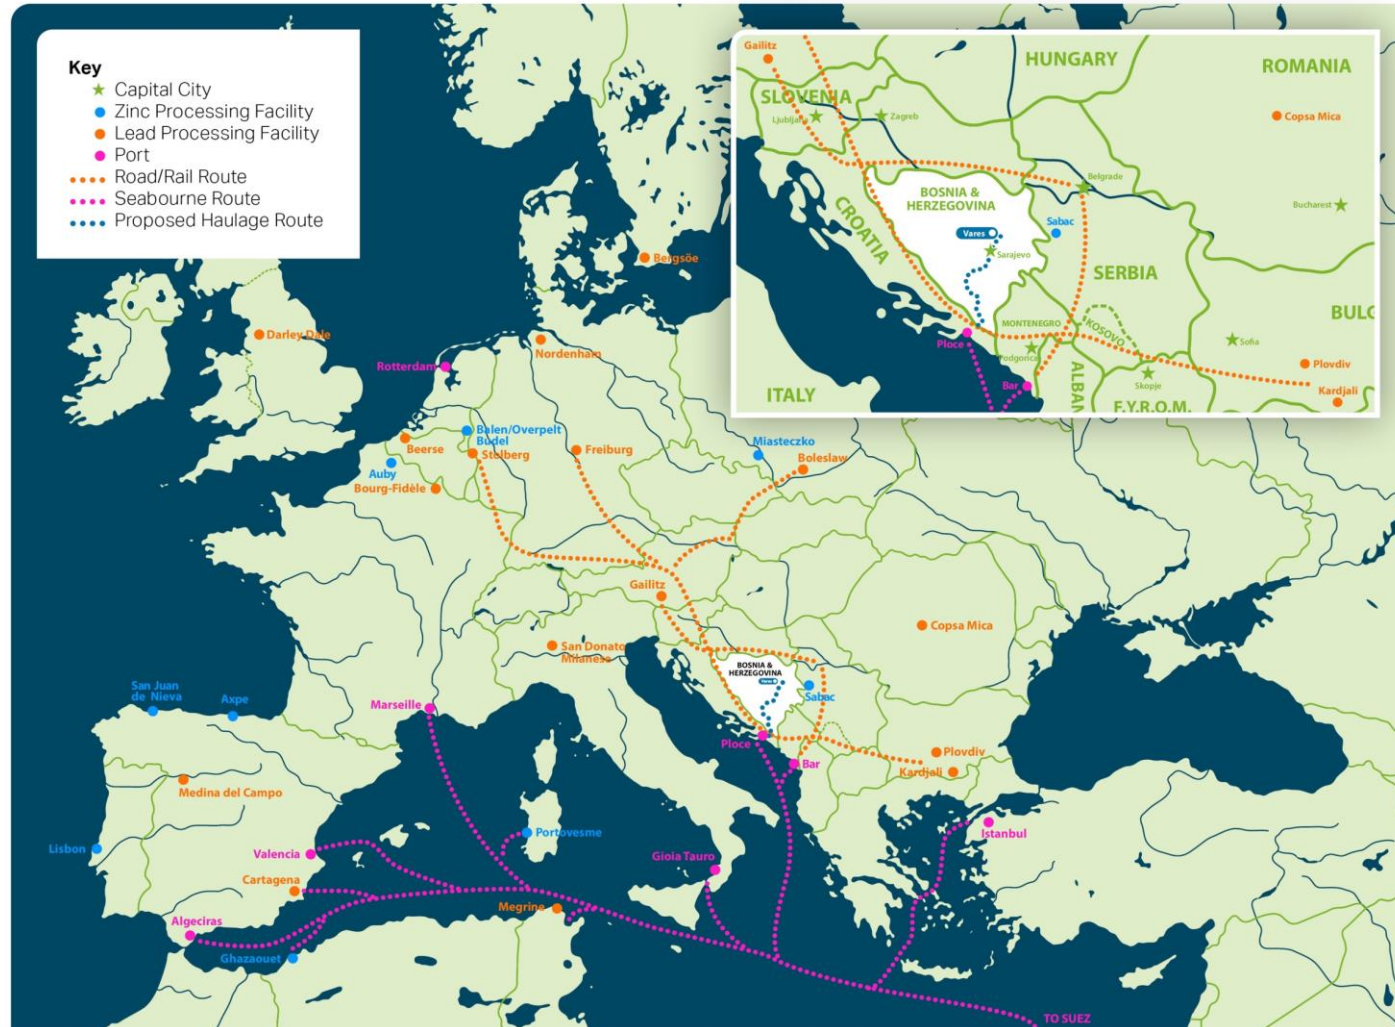 Key
Capital City
Zinc Processing Facility
Lead Processing Facility
Port
Road/Rail Route
Seabourne Route
Proposed Haulage Route
Gailitz
HUNGARY
ROMANIA
SLOVENIA
Ljubljana
Zagreb
Copsa Mica
Belgrade
BOSNIA &
HERZEGOVINA
Bucharest
CROATIA
Vares
Sabac
Sarajevo
SERBIA
MONTENEGRO
KOSOVO
BULG
Ploce
Podgorica
Sofia
Plovdiv
ITALY
Bar
ALBAN
Skopje
Kardjali
F.Y.R.O.M.
Bergsöe
Darley Dale
Nordenham
Rotterdam
Balen/Overpelt
Budel
Beerse
Stolberg
Freiburg
Miasteczko
Boleslaw
Auby
Bourg-Fidèle
Gailitz
Copsa Mica
San Donato
Milanese
BOSNIA &
HERZEGOVINA
Vares
Sabac
San Juan
de Nieva
Axpe
Marseille
Ploce
Bar
Plovdiv
Kardjali
Medina del Campo
Portovesme
Istanbul
Lisbon
Valencia
Gioia Tauro
Cartagena
Megrine
Algeciras
Ghazaouet
TO SUEZ